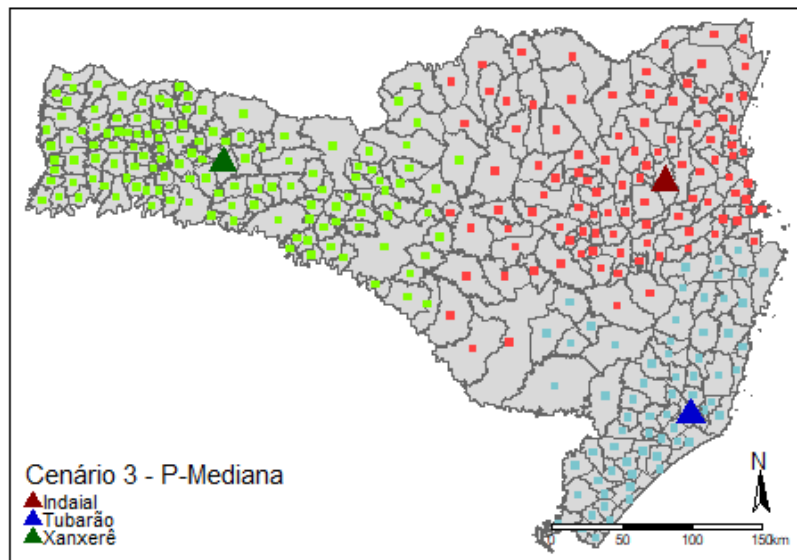 Cenário 3 - P-Mediana
Indaial
Tubarão
Xanxerê
N
0 50 100 150km